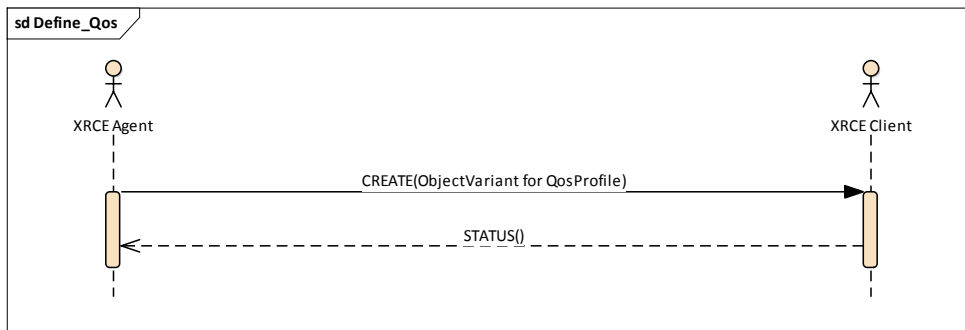 sd Define_Qos
XRCE Agent
XRCE Client
CREATE(ObjectVariant for QosProfile)
STATUS()